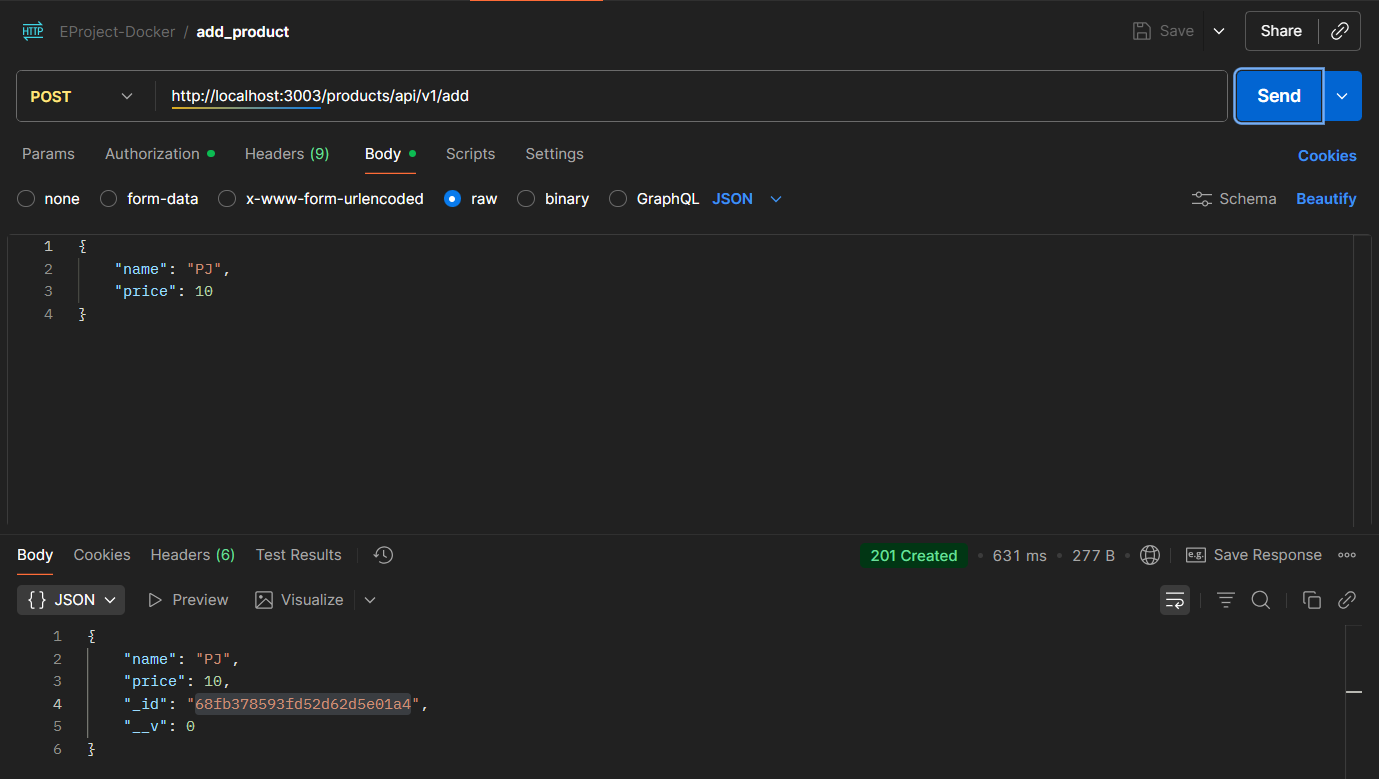 HTTP EProject-Docker / add_product Save Share
POST http://localhost:3003/products/api/v1/add Send
Params Authorization Headers (9) Body Scripts Settings Cookies
none form-data x-www-form-urlencoded raw binary GraphQL JSON Schema Beautify
1 {
2 "name": "PJ",
3 "price": 10
4 }
Body Cookies Headers (6) Test Results 201 Created 631 ms 277 B e.g. Save Response
{} JSON Preview Visualize
1 {
2 "name": "PJ",
3 "price": 10,
4 "_id": "68fb378593fd52d62d5e01a4",
5 "__v": 0
6 }